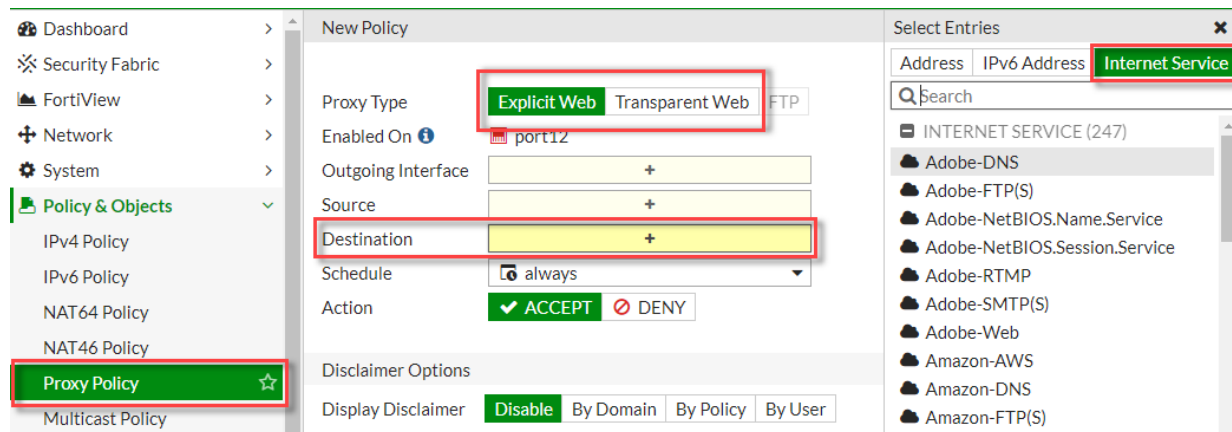 Dashboard
Security Fabric
FortiView
Network
System
Policy & Objects
IPv4 Policy
IPv6 Policy
NAT64 Policy
NAT46 Policy
Proxy Policy
Multicast Policy
New Policy
Proxy Type Explicit Web Transparent Web FTP
Enabled On port12
Outgoing Interface +
Source +
Destination +
Schedule always
Action ACCEPT DENY
Disclaimer Options
Display Disclaimer Disable By Domain By Policy By User
Select Entries
Address IPv6 Address Internet Service
Search
INTERNET SERVICE (247)
Adobe-DNS
Adobe-FTP(S)
Adobe-NetBIOS.Name.Service
Adobe-NetBIOS.Session.Service
Adobe-RTMP
Adobe-SMTP(S)
Adobe-Web
Amazon-AWS
Amazon-DNS
Amazon-FTP(S)